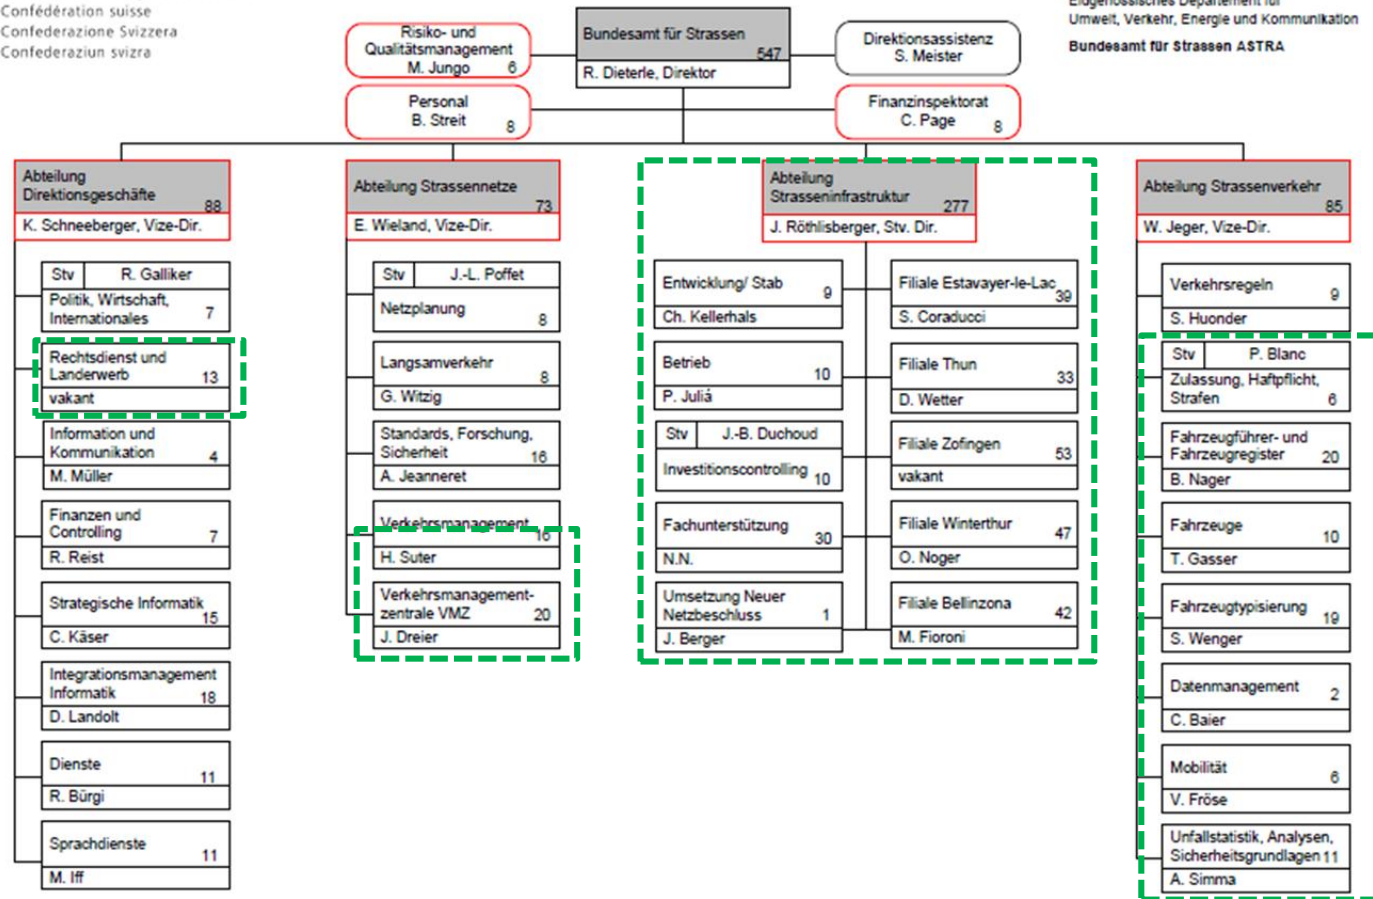 Confédération suisse
Confederazione Svizzera
Confederaziun svizra
Umwelt, Verkehr, Energie und Kommunikation
Bundesamt für Strassen ASTRA
Risiko- und
Qualitätsmanagement
M. Jungo 6
Bundesamt für Strassen
547
R. Dieterle, Direktor
Direktionsassistenz
S. Meister
Personal
B. Streit 8
Finanzinspektorat
C. Page 8
Abteilung
Direktionsgeschäfte 88
K. Schneeberger, Vize-Dir.
Stv R. Galliker
Politik, Wirtschaft,
Internationales 7
Rechtsdienst und
Landerwerb 13
vakant
Information und
Kommunikation 4
M. Müller
Finanzen und
Controlling 7
R. Reist
Strategische Informatik
15
C. Käser
Integrationsmanagement
Informatik 18
D. Landolt
Dienste
11
R. Bürgi
Sprachdienste
11
M. Iff
Abteilung Strassennetze
73
E. Wieland, Vize-Dir.
Stv J.-L. Poffet
Netzplanung
8
Langsamverkehr
8
G. Witzig
Standards, Forschung,
Sicherheit 16
A. Jeanneret
Verkehrsmanagement
16
H. Suter
Verkehrsmanagement-
zentrale VMZ 20
J. Dreier
Abteilung
Strasseninfrastruktur 277
J. Röthlisberger, Stv. Dir.
Entwicklung/ Stab
9
Ch. Kellerhals
Betrieb
10
P. Juliá
Stv J.-B. Duchoud
Investitionscontrolling 10
Fachunterstützung
30
N.N.
Umsetzung Neuer
Netzbeschluss 1
J. Berger
Filiale Estavayer-le-Lac
39
S. Coraducci
Filiale Thun
33
D. Wetter
Filiale Zofingen
53
vakant
Filiale Winterthur
47
O. Noger
Filiale Bellinzona
42
M. Fioroni
Abteilung Strassenverkehr
85
W. Jeger, Vize-Dir.
Verkehrsregeln
9
S. Huonder
Stv P. Blanc
Zulassung, Haftpflicht,
Strafen 6
Fahrzeugführer- und
Fahrzeugregister 20
B. Nager
Fahrzeuge
10
T. Gasser
Fahrzeugtypisierung
19
S. Wenger
Datenmanagement
2
C. Baier
Mobilität
6
V. Fröse
Unfallstatistik, Analysen,
Sicherheitsgrundlagen 11
A. Simma